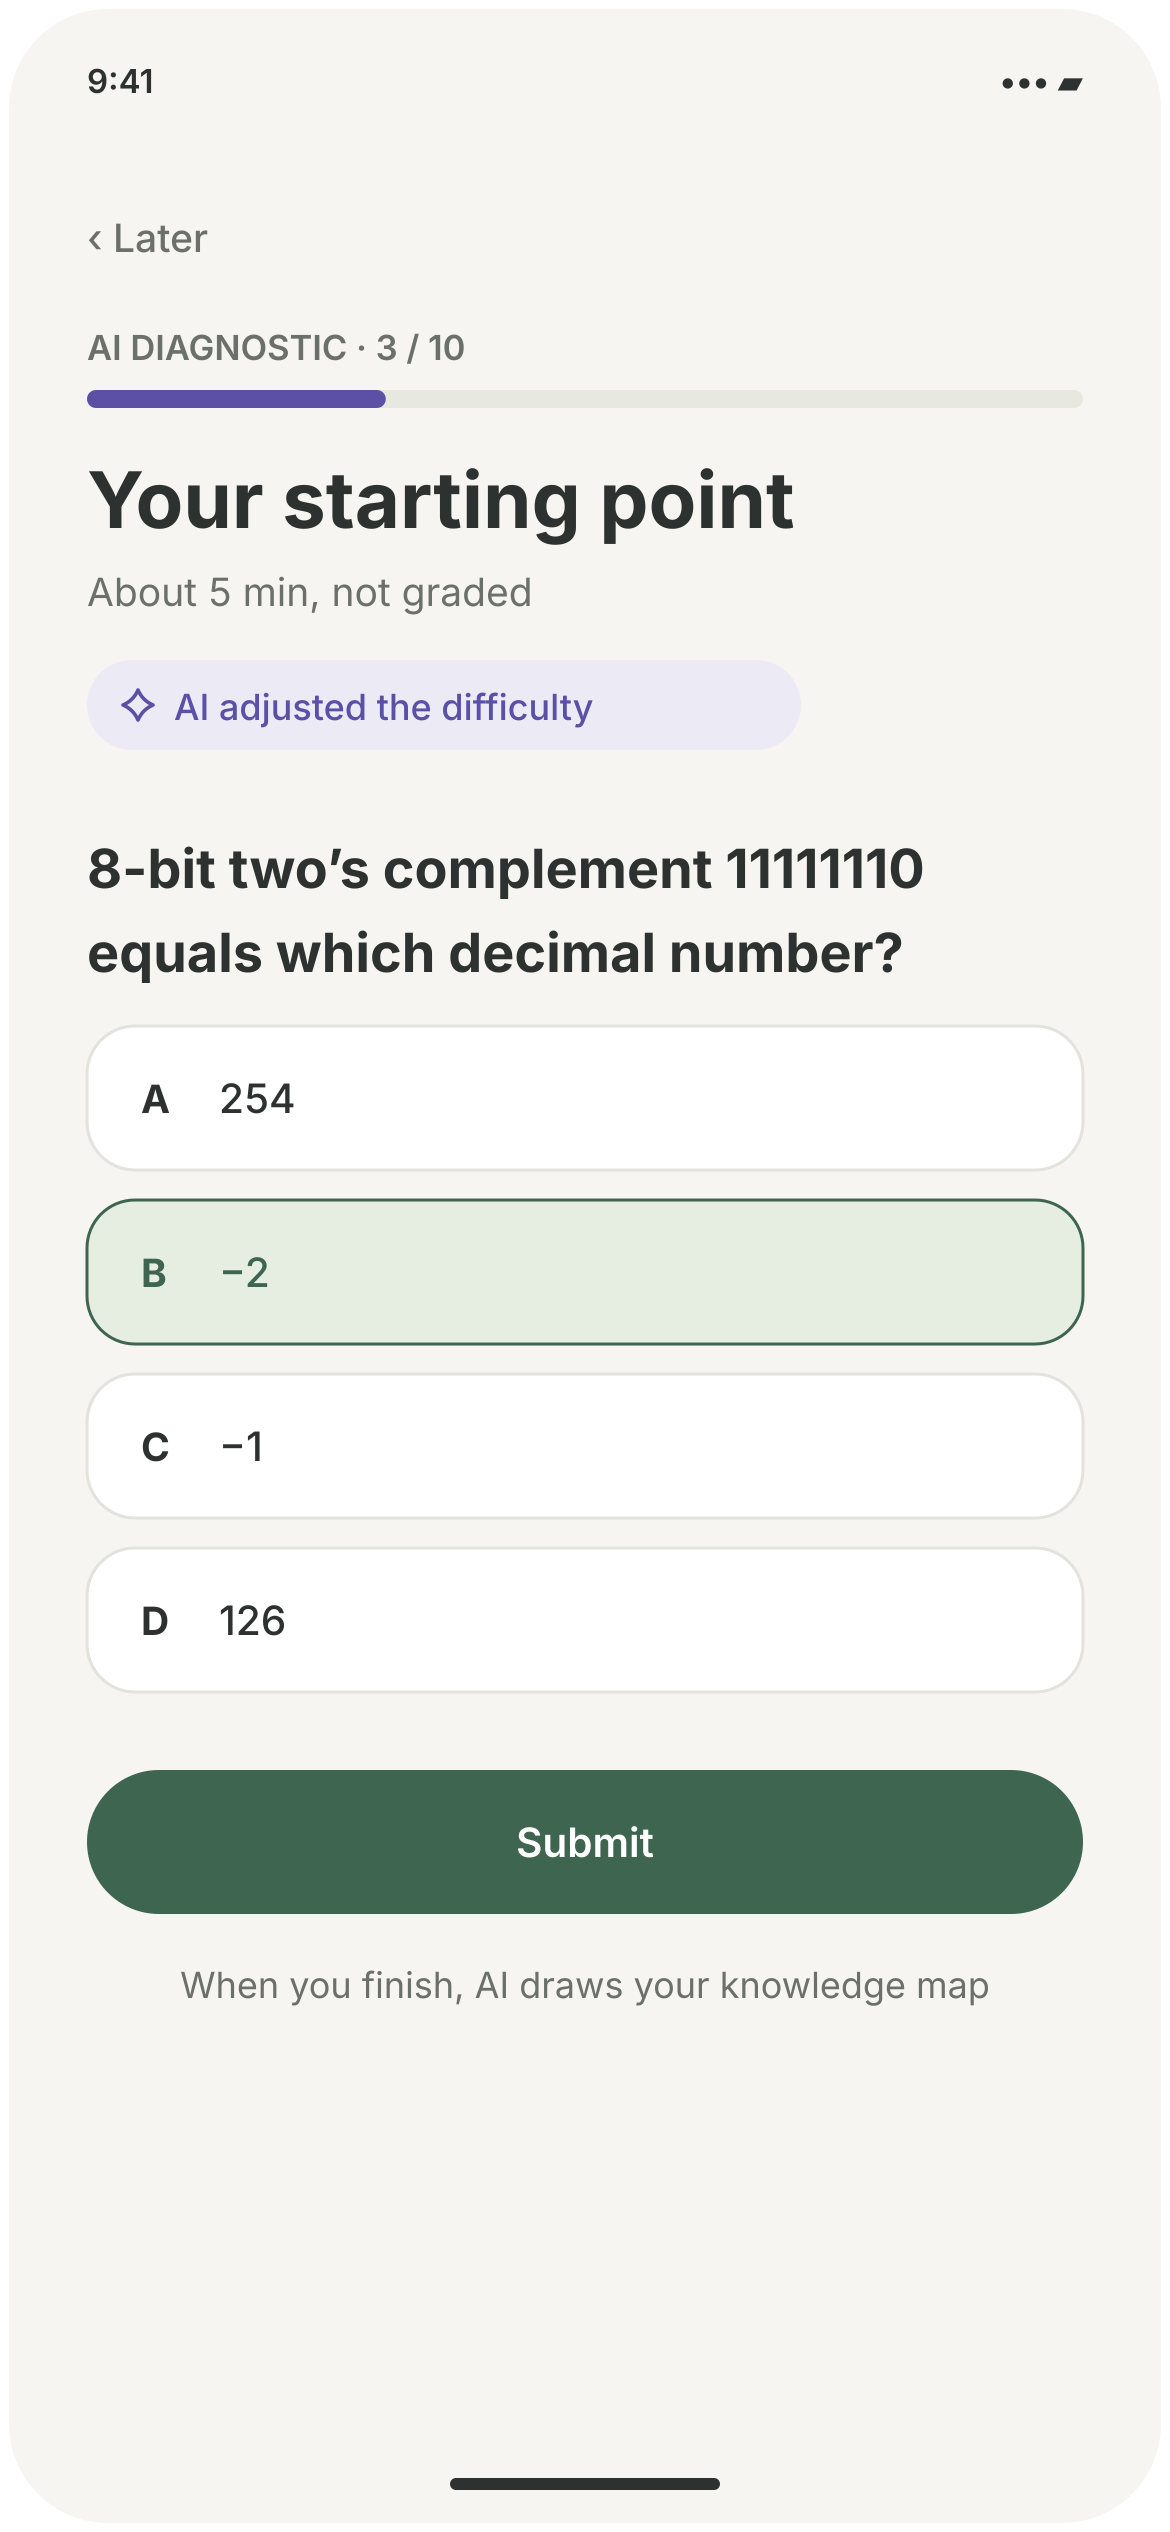 9:41
‹ Later
AI DIAGNOSTIC · 3 / 10
Your starting point
About 5 min, not graded
AI adjusted the difficulty
8-bit two’s complement 11111110
equals which decimal number?
A 254
B −2
C −1
D 126
Submit
When you finish, AI draws your knowledge map